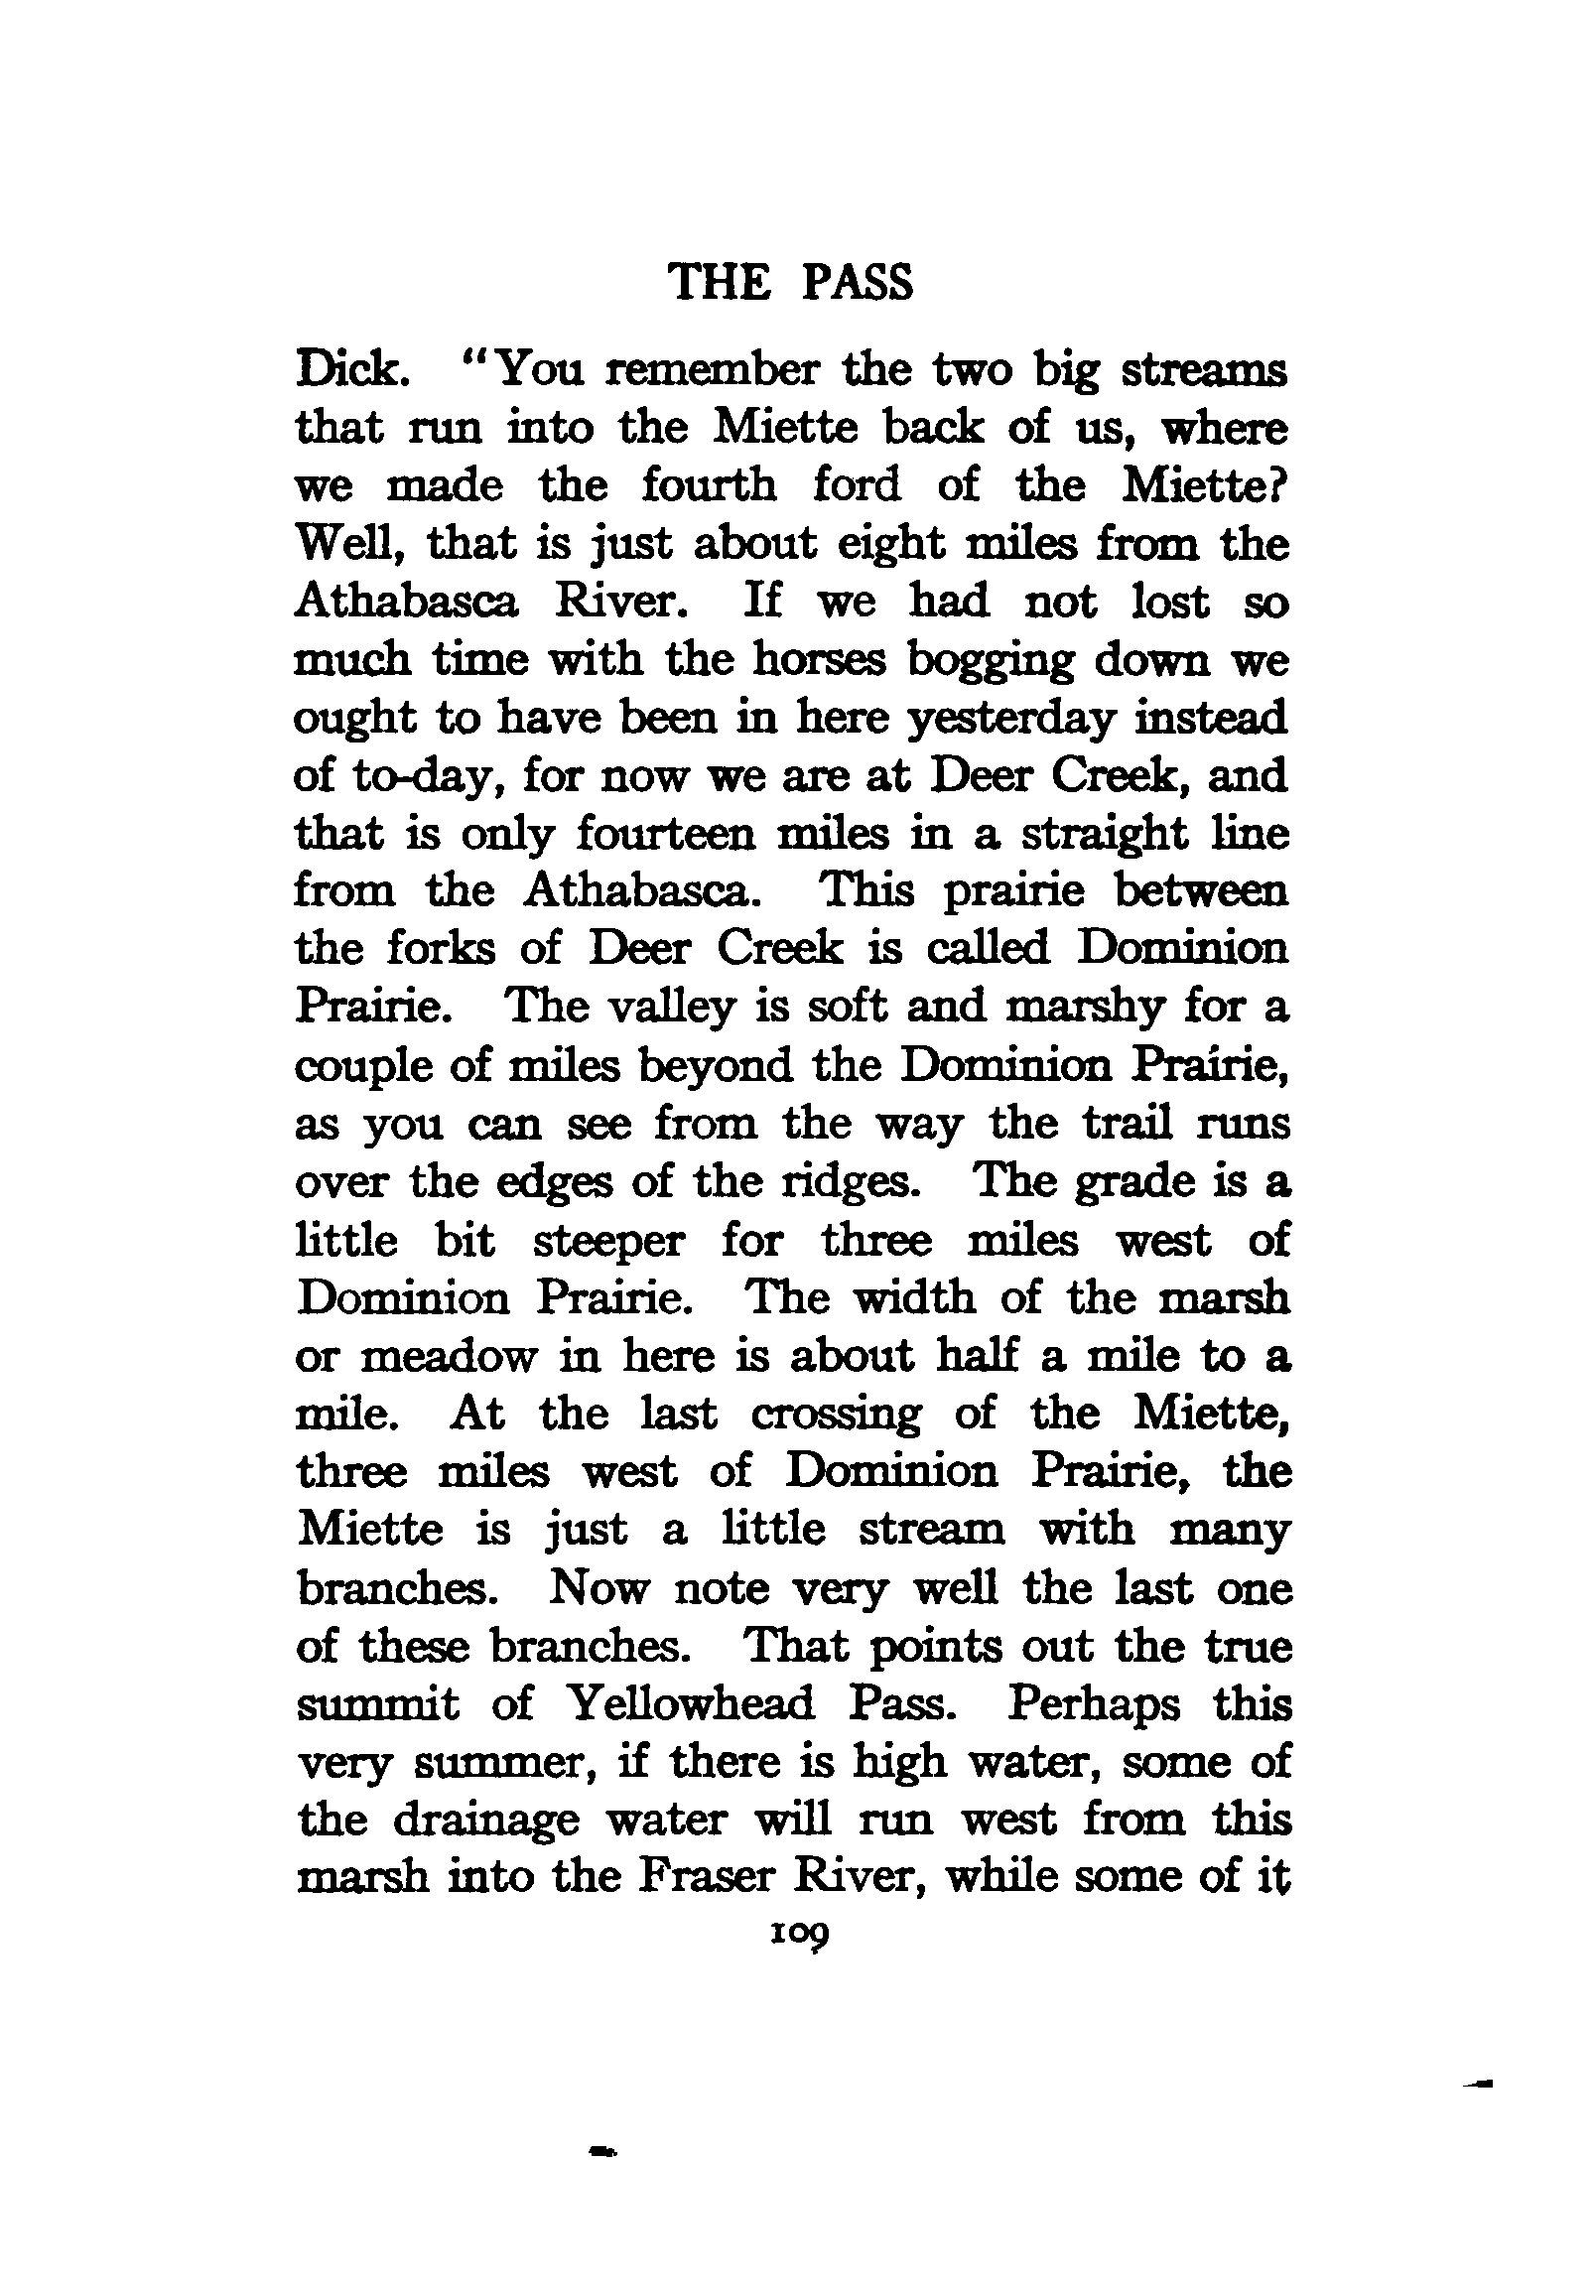 THE PASS
Dick. "You remember the two big streams
that run into the Miette back of us, where
we made the fourth ford of the Miette?
Well, that is just about eight miles from the
Athabasca River. If we had not lost so
much time with the horses bogging down we
ought to have been in here yesterday instead
of to-day, for now we are at Deer Creek, and
that is only fourteen miles in a straight line
from the Athabasca. This prairie between
the forks of Deer Creek is called Dominion
Prairie. The valley is soft and marshy for a
couple of miles beyond the Dominion Prairie,
as you can see from the way the trail runs
over the edges of the ridges. The grade is a
little bit steeper for three miles west of
Dominion Prairie. The width of the marsh
or meadow in here is about half a mile to a
mile. At the last crossing of the Miette,
three miles west of Dominion Prairie, the
Miette is just a little stream with many
branches. Now note very well the last one
of these branches. That points out the true
summit of Yellowhead Pass. Perhaps this
very summer, if there is high water, some of
the drainage water will run west from this
marsh into the Fraser River, while some of it
109